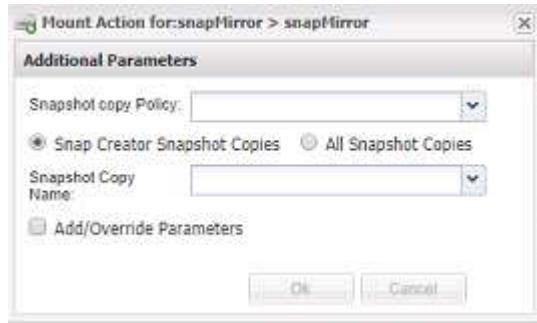 Mount Action for:snapMirror > snapMirror
Additional Parameters
Snapshot copy Policy:
Snap Creator Snapshot Copies All Snapshot Copies
Snapshot Copy
Name:
Add/Override Parameters
Ok Cancel